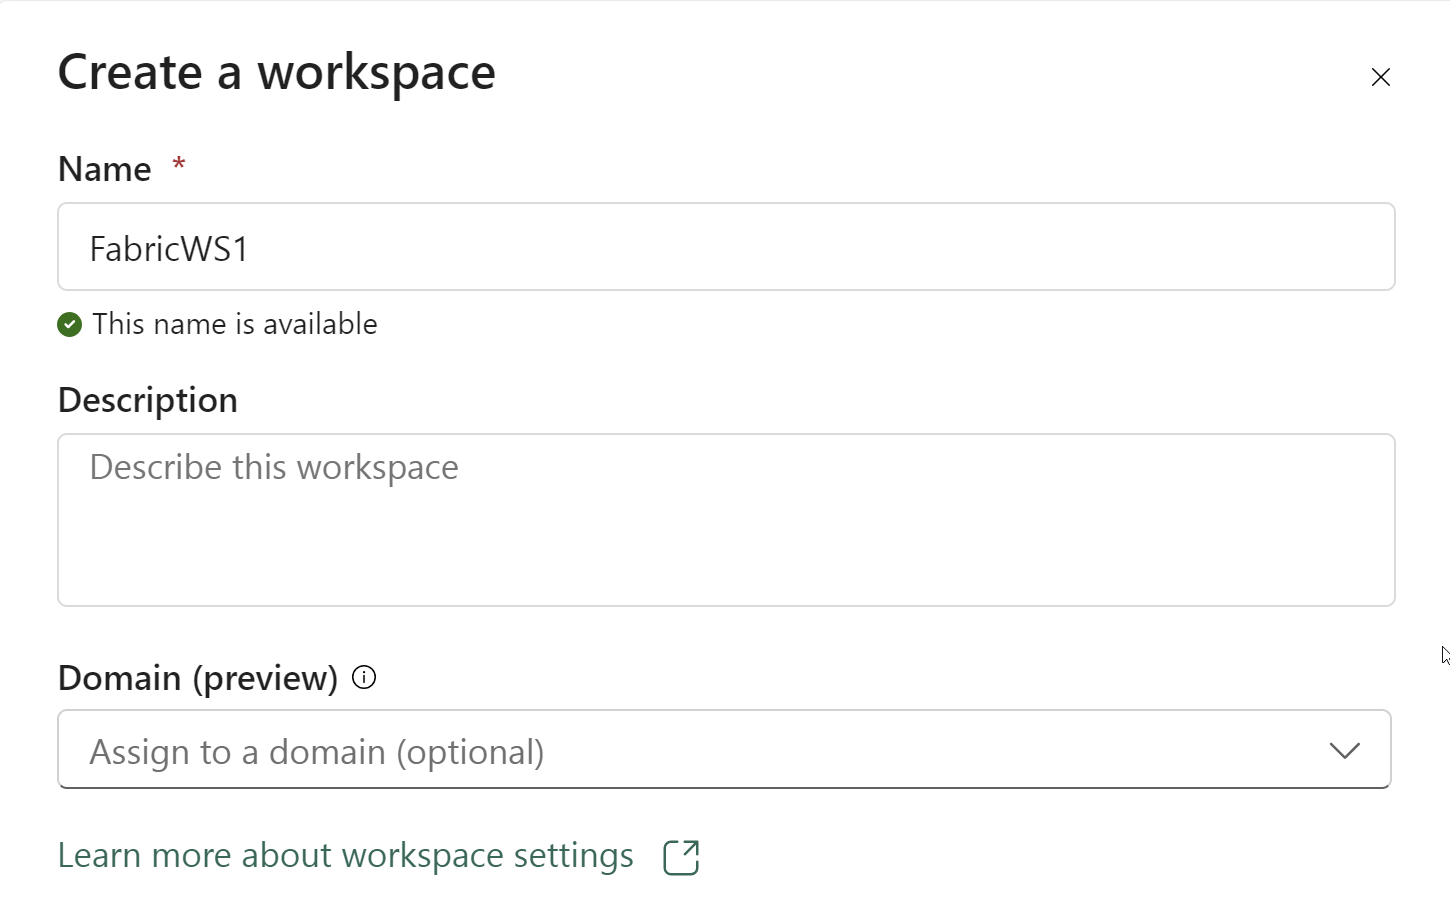 Create a workspace
Name *
FabricWS1
This name is available
Description
Describe this workspace
Domain (preview)
Assign to a domain (optional)
Learn more about workspace settings